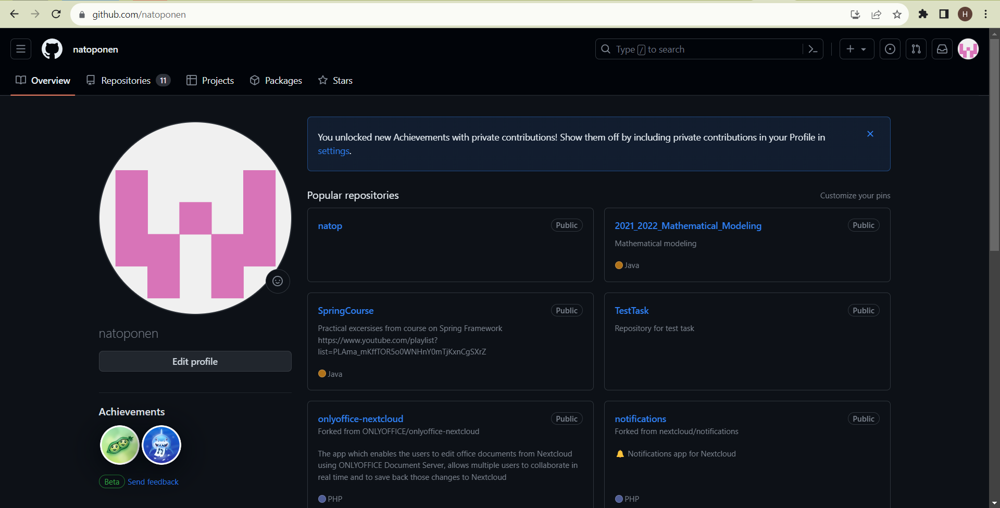 github.com/natoponen
H
natoponen
Type / to search
Overview
Repositories 11
Projects
Packages
Stars
You unlocked new Achievements with private contributions! Show them off by including private contributions in your Profile in
settings.
Popular repositories
Customize your pins
natop
Public
2021_2022_Mathematical_Modeling
Public
Mathematical modeling
Java
SpringCourse
Public
Practical excersises from course on Spring Framework
https://www.youtube.com/playlist?
list=PLAma_mKffTOR5o0WNHnY0mTjKxnCgSXrZ
Java
TestTask
Public
Repository for test task
natoponen
Edit profile
Achievements
Beta Send feedback
onlyoffice-nextcloud
Public
Forked from ONLYOFFICE/onlyoffice-nextcloud
The app which enables the users to edit office documents from Nextcloud
using ONLYOFFICE Document Server, allows multiple users to collaborate in
real time and to save back those changes to Nextcloud
PHP
notifications
Public
Forked from nextcloud/notifications
🔔 Notifications app for Nextcloud
PHP